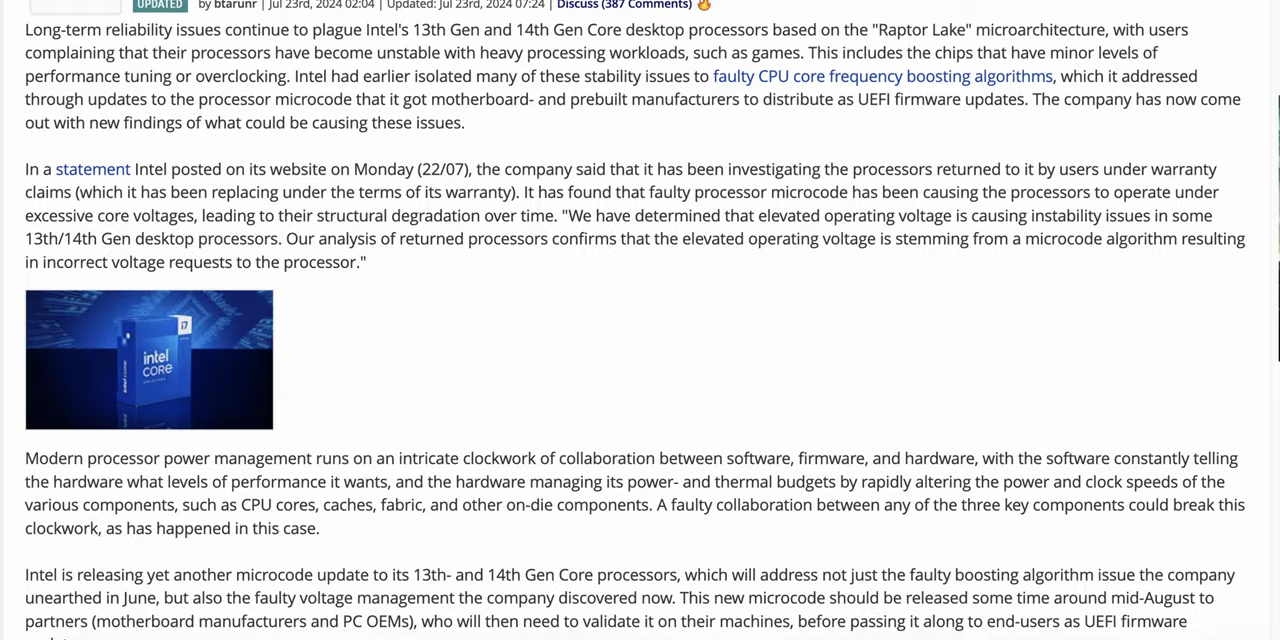 UPDATED by btarunr | Jul 23rd, 2024 02:04 | Updated: Jul 23rd, 2024 07:24 | Discuss (387 Comments)
Long-term reliability issues continue to plague Intel's 13th Gen and 14th Gen Core desktop processors based on the "Raptor Lake" microarchitecture, with users
complaining that their processors have become unstable with heavy processing workloads, such as games. This includes the chips that have minor levels of
performance tuning or overclocking. Intel had earlier isolated many of these stability issues to faulty CPU core frequency boosting algorithms, which it addressed
through updates to the processor microcode that it got motherboard- and prebuilt manufacturers to distribute as UEFI firmware updates. The company has now come
out with new findings of what could be causing these issues.
In a statement Intel posted on its website on Monday (22/07), the company said that it has been investigating the processors returned to it by users under warranty
claims (which it has been replacing under the terms of its warranty). It has found that faulty processor microcode has been causing the processors to operate under
excessive core voltages, leading to their structural degradation over time. "We have determined that elevated operating voltage is causing instability issues in some
13th/14th Gen desktop processors. Our analysis of returned processors confirms that the elevated operating voltage is stemming from a microcode algorithm resulting
in incorrect voltage requests to the processor."
i7
intel
CORE
Modern processor power management runs on an intricate clockwork of collaboration between software, firmware, and hardware, with the software constantly telling
the hardware what levels of performance it wants, and the hardware managing its power- and thermal budgets by rapidly altering the power and clock speeds of the
various components, such as CPU cores, caches, fabric, and other on-die components. A faulty collaboration between any of the three key components could break this
clockwork, as has happened in this case.
Intel is releasing yet another microcode update to its 13th- and 14th Gen Core processors, which will address not just the faulty boosting algorithm issue the company
unearthed in June, but also the faulty voltage management the company discovered now. This new microcode should be released some time around mid-August to
partners (motherboard manufacturers and PC OEMs), who will then need to validate it on their machines, before passing it along to end-users as UEFI firmware